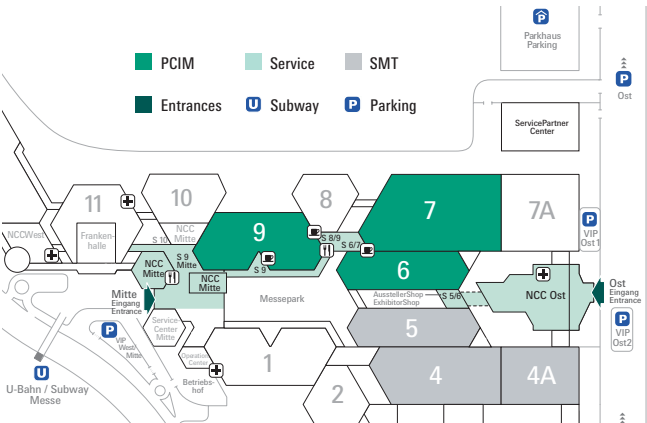 P
Parkhaus
Parking
PCIM
Service
SMT
P
Ost
Entrances
U Subway
P Parking
ServicePartner
Center
11
10
8
7
7A
NCCWest
Franken-
halle
NCC
Mitte
S 10
9
S 8/9
S 6/7
P
VIP
Ost 1
NCC
Mitte
S 9
Mitte
S 9
6
NCC
Mitte
Messepark
AusstellerShop
ExhibitorShop
S 5/6
NCC Ost
Ost
Eingang
Entrance
Mitte
Eingang
Entrance
P
VIP
West/
Mitte
Service-
Center
Mitte
5
P
VIP
Ost2
Operation
Center
1
4
4A
U
U-Bahn / Subway
Messe
Betriebs-
hof
2